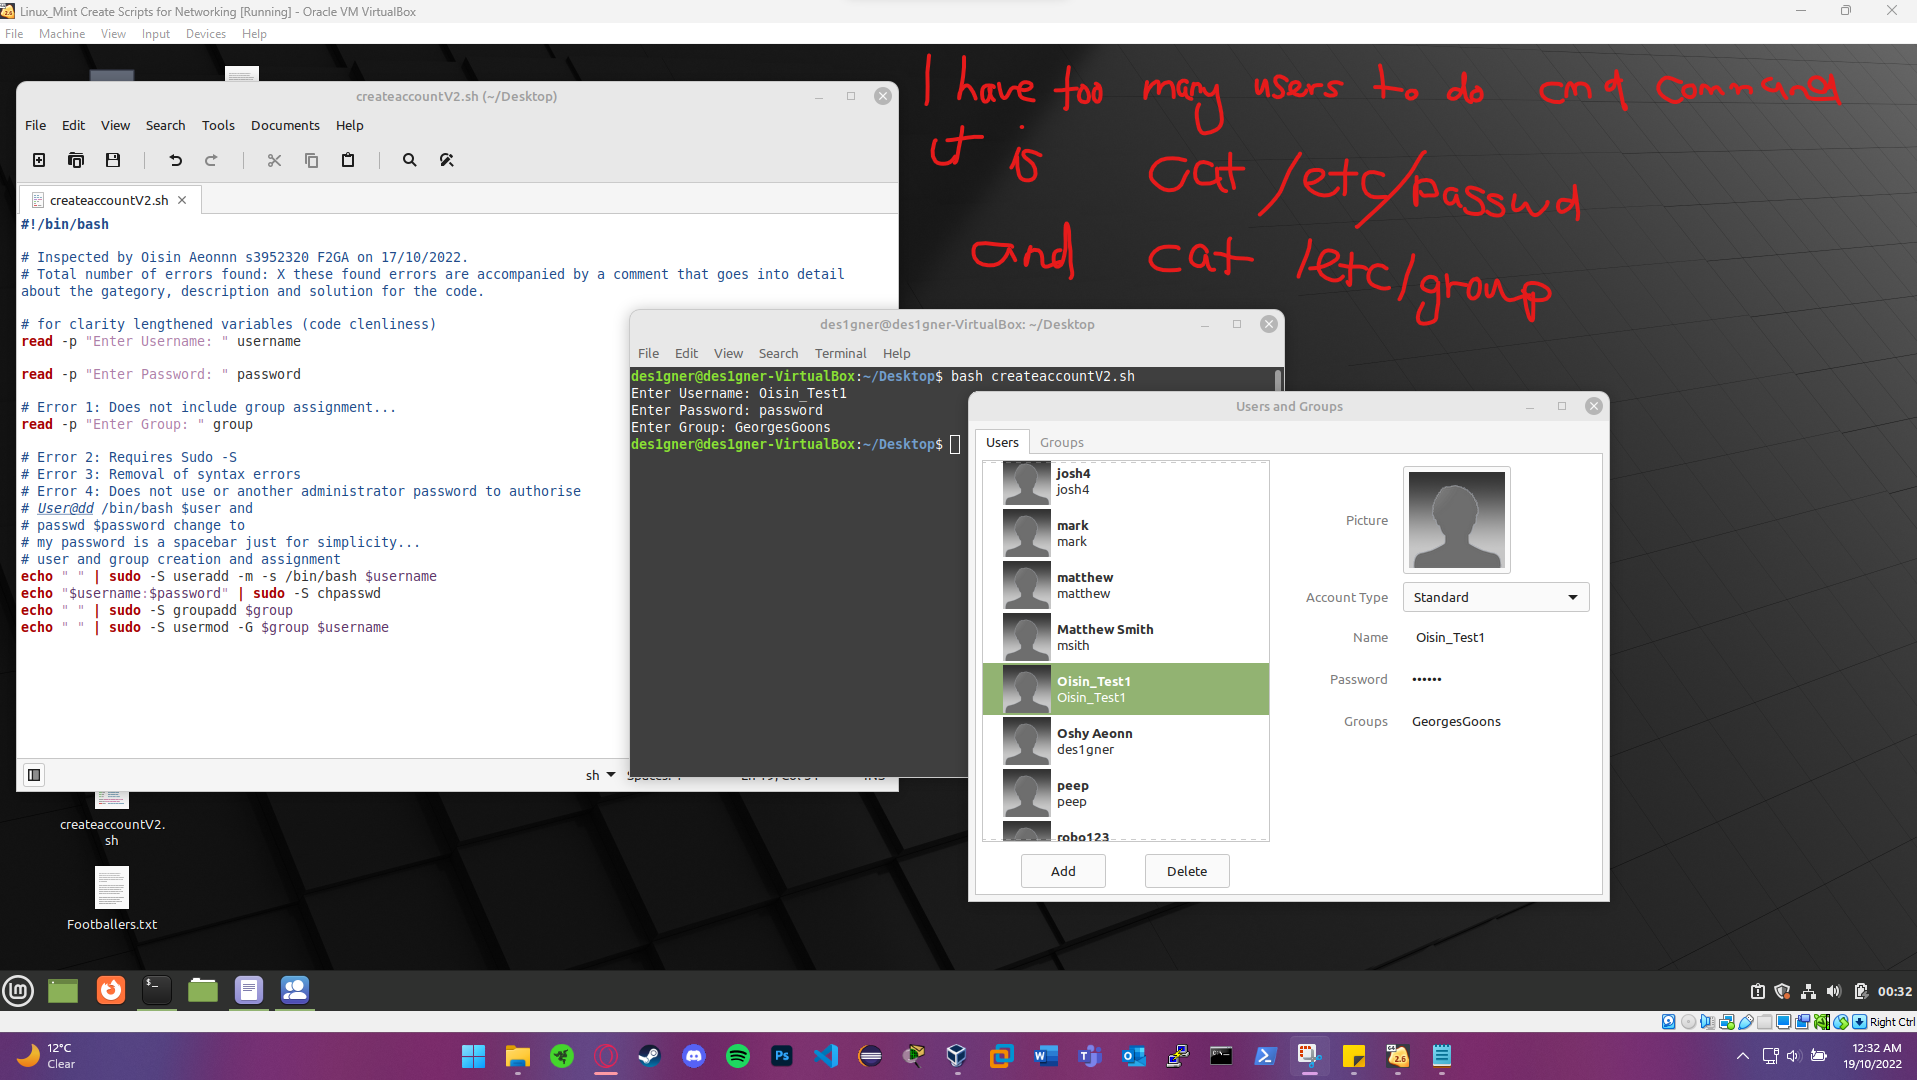 Linux_Mint Create Scripts for Networking [Running] - Oracle VM VirtualBox
File Machine View Input Devices Help
I have too many users to do cmd command
it is cat /etc/passwd
and cat /etc/group
createaccountV2.sh (~/Desktop)
File Edit View Search Tools Documents Help
createaccountV2.sh
#!/bin/bash
# Inspected by Oisin Aeonnn s3952320 F2GA on 17/10/2022.
# Total number of errors found: X these found errors are accompanied by a comment that goes into detail
about the gategory, description and solution for the code.
# for clarity lengthened variables (code clenliness)
read -p "Enter Username: " username
read -p "Enter Password: " password
# Error 1: Does not include group assignment...
read -p "Enter Group: " group
# Error 2: Requires Sudo -S
# Error 3: Removal of syntax errors
# Error 4: Does not use or another administrator password to authorise
# User@dd /bin/bash $user and
# passwd $password change to
# my password is a spacebar just for simplicity...
# user and group creation and assignment
echo " " | sudo -S useradd -m -s /bin/bash $username
echo "$username:$password" | sudo -S chpasswd
echo " " | sudo -S groupadd $group
echo " " | sudo -S usermod -G $group $username
sh
des1gner@des1gner-VirtualBox: ~/Desktop
File Edit View Search Terminal Help
des1gner@des1gner-VirtualBox:~/Desktop$ bash createaccountV2.sh
Enter Username: Oisin_Test1
Enter Password: password
Enter Group: GeorgesGoons
des1gner@des1gner-VirtualBox:~/Desktop$
Users and Groups
Users Groups
josh4
josh4
mark
mark
matthew
matthew
Matthew Smith
msith
Oisin_Test1
Oisin_Test1
Oshy Aeonn
des1gner
peep
peep
robo123
Picture
Account Type Standard
Name Oisin_Test1
Password ••••••
Groups GeorgesGoons
Add Delete
createaccountV2.
sh
Footballers.txt
00:32
Right Ctrl
12°C
Clear
12:32 AM
19/10/2022